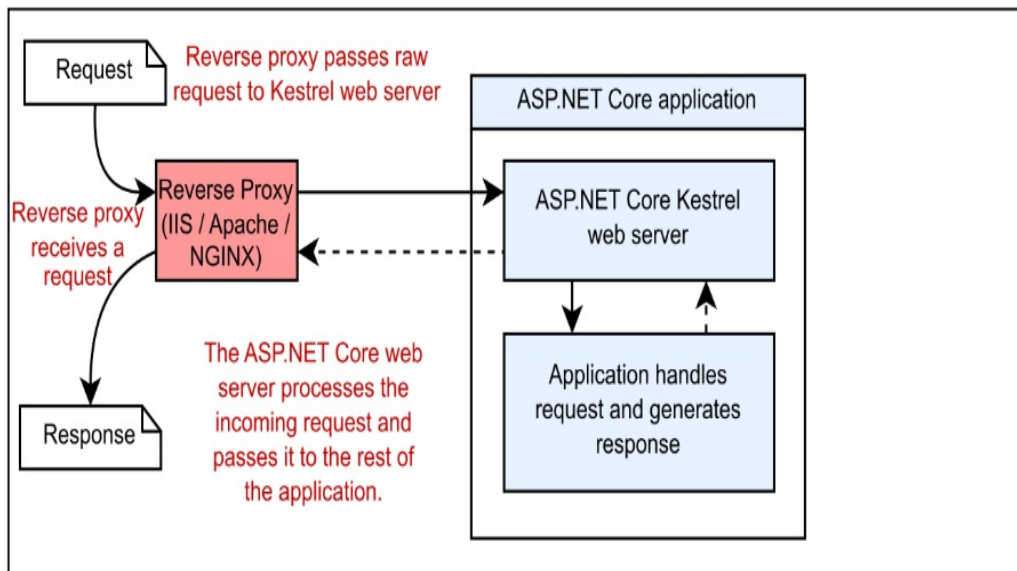 Request
Reverse proxy passes raw
request to Kestrel web server
ASP.NET Core application
Reverse Proxy
(IIS / Apache /
NGINX)
ASP.NET Core Kestrel
web server
Reverse proxy
receives a
request
The ASP.NET Core web
server processes the
incoming request and
passes it to the rest of
the application.
Application handles
request and generates
response
Response